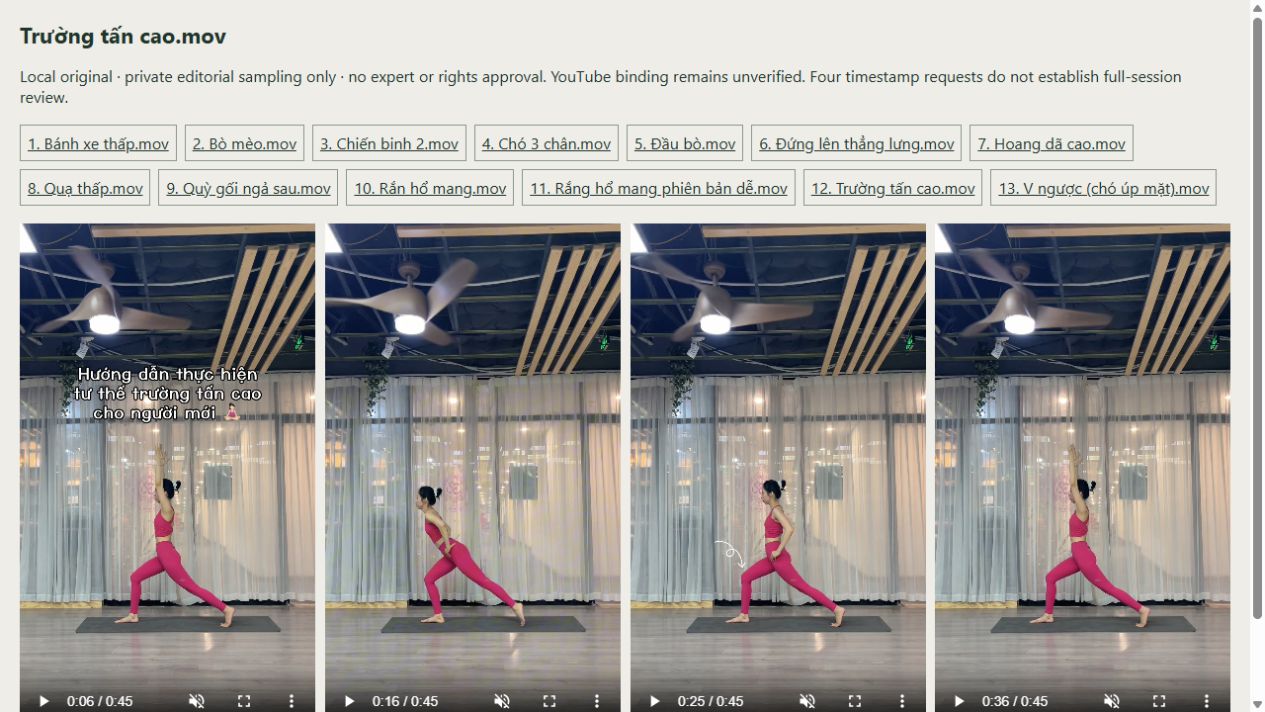 Trường tấn cao.mov
Local original · private editorial sampling only · no expert or rights approval. YouTube binding remains unverified. Four timestamp requests do not establish full-session
review.
1. Bánh xe thấp.mov
2. Bò mèo.mov
3. Chiến binh 2.mov
4. Chó 3 chân.mov
5. Đầu bò.mov
6. Đứng lên thẳng lưng.mov
7. Hoang dã cao.mov
8. Quạ thấp.mov
9. Quỳ gối ngả sau.mov
10. Rắn hổ mang.mov
11. Rắng hổ mang phiên bản dễ.mov
12. Trường tấn cao.mov
13. V ngược (chó úp mặt).mov
Hướng dẫn thực hiện
tư thế trường tấn cao
cho người mới
0:06 / 0:45
0:16 / 0:45
0:25 / 0:45
0:36 / 0:45